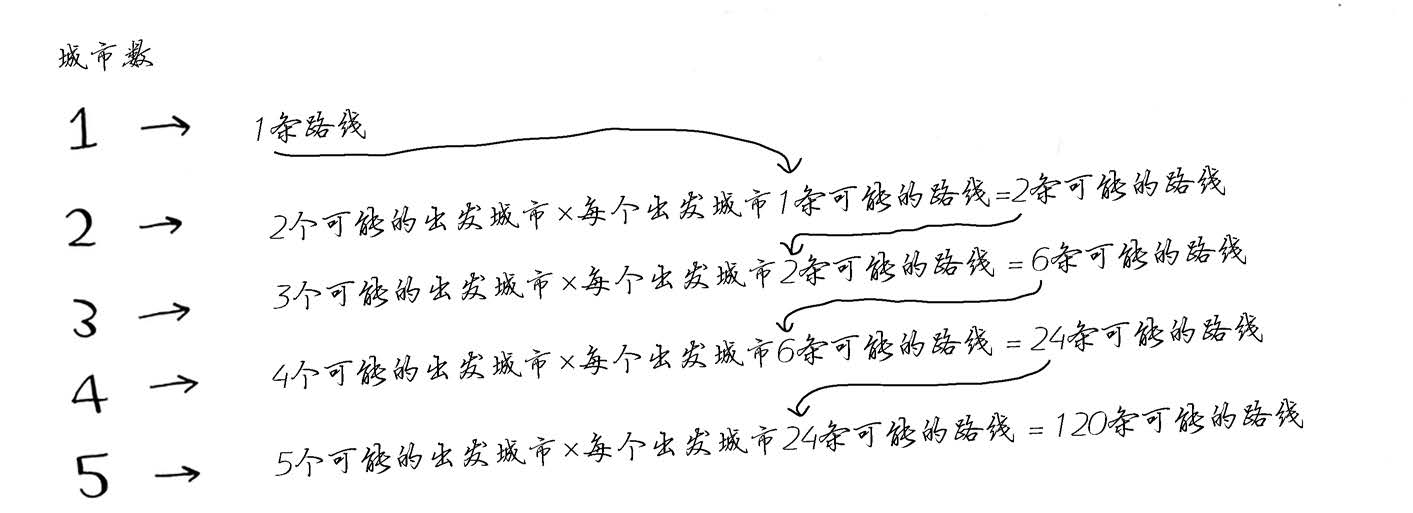 城市数
1 → 1条路线
2 → 2个可能的出发城市×每个出发城市1条可能的路线=2条可能的路线
3 → 3个可能的出发城市×每个出发城市2条可能的路线=6条可能的路线
4 → 4个可能的出发城市×每个出发城市6条可能的路线=24条可能的路线
5 → 5个可能的出发城市×每个出发城市24条可能的路线=120条可能的路线